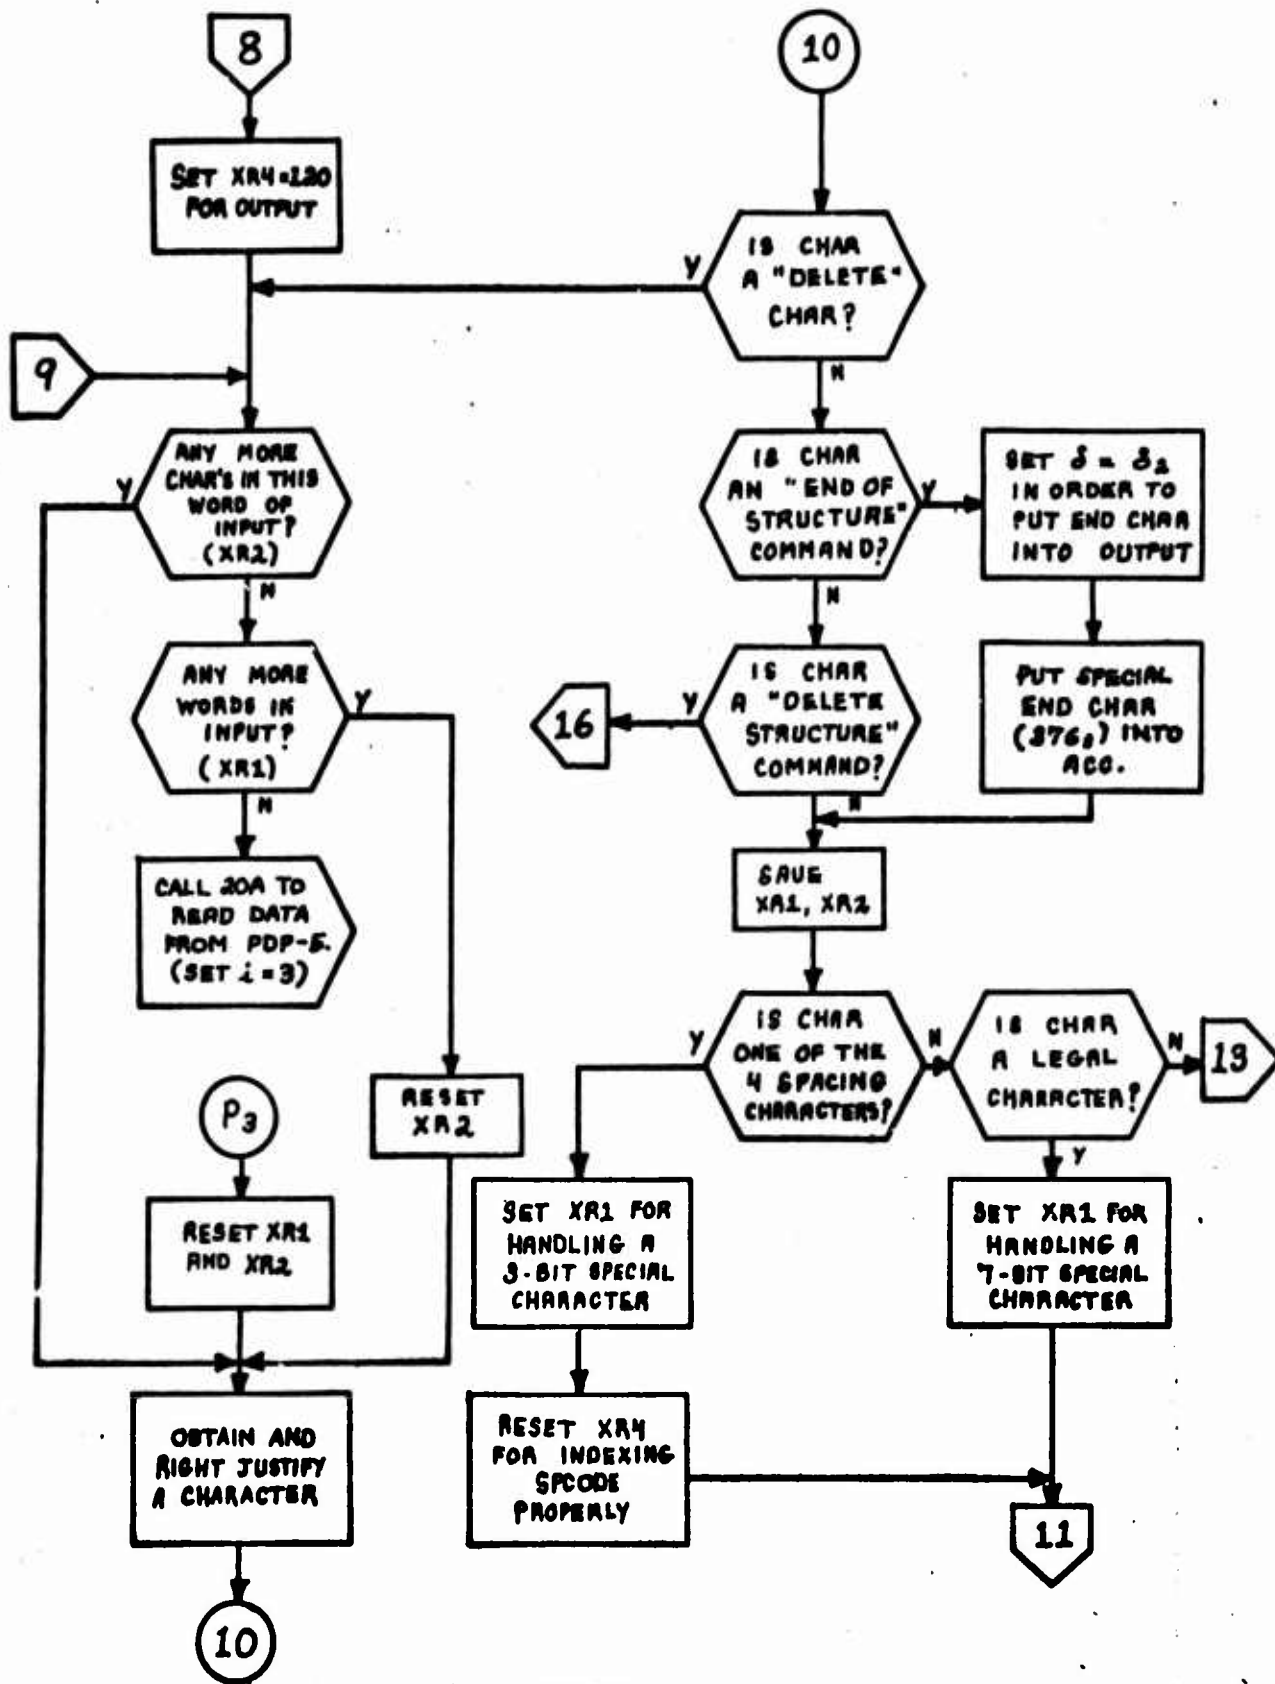 8
SET XR4=120
FOR OUTPUT
9
ANY MORE
CHAR'S IN THIS
WORD OF
INPUT?
(XR2)
Y
N
ANY MORE
WORDS IN
INPUT?
(XR1)
Y
N
CALL 20A TO
READ DATA
FROM PDP-5.
(SET i = 3)
RESET
XR2
P3
RESET XR1
AND XR2
OBTAIN AND
RIGHT JUSTIFY
A CHARACTER
10
10
IS CHAR
A "DELETE"
CHAR?
Y
N
IS CHAR
AN "END OF
STRUCTURE"
COMMAND?
Y
N
SET δ = δ2
IN ORDER TO
PUT END CHAR
INTO OUTPUT
PUT SPECIAL
END CHAR
(3768) INTO
ACC.
IS CHAR
A "DELETE
STRUCTURE"
COMMAND?
Y
N
16
SAVE
XR1, XR2
IS CHAR
ONE OF THE
4 SPACING
CHARACTERS?
Y
N
IS CHAR
A LEGAL
CHARACTER?
N
Y
13
SET XR1 FOR
HANDLING A
3-BIT SPECIAL
CHARACTER
SET XR1 FOR
HANDLING A
7-BIT SPECIAL
CHARACTER
RESET XR4
FOR INDEXING
SPCODE
PROPERLY
11